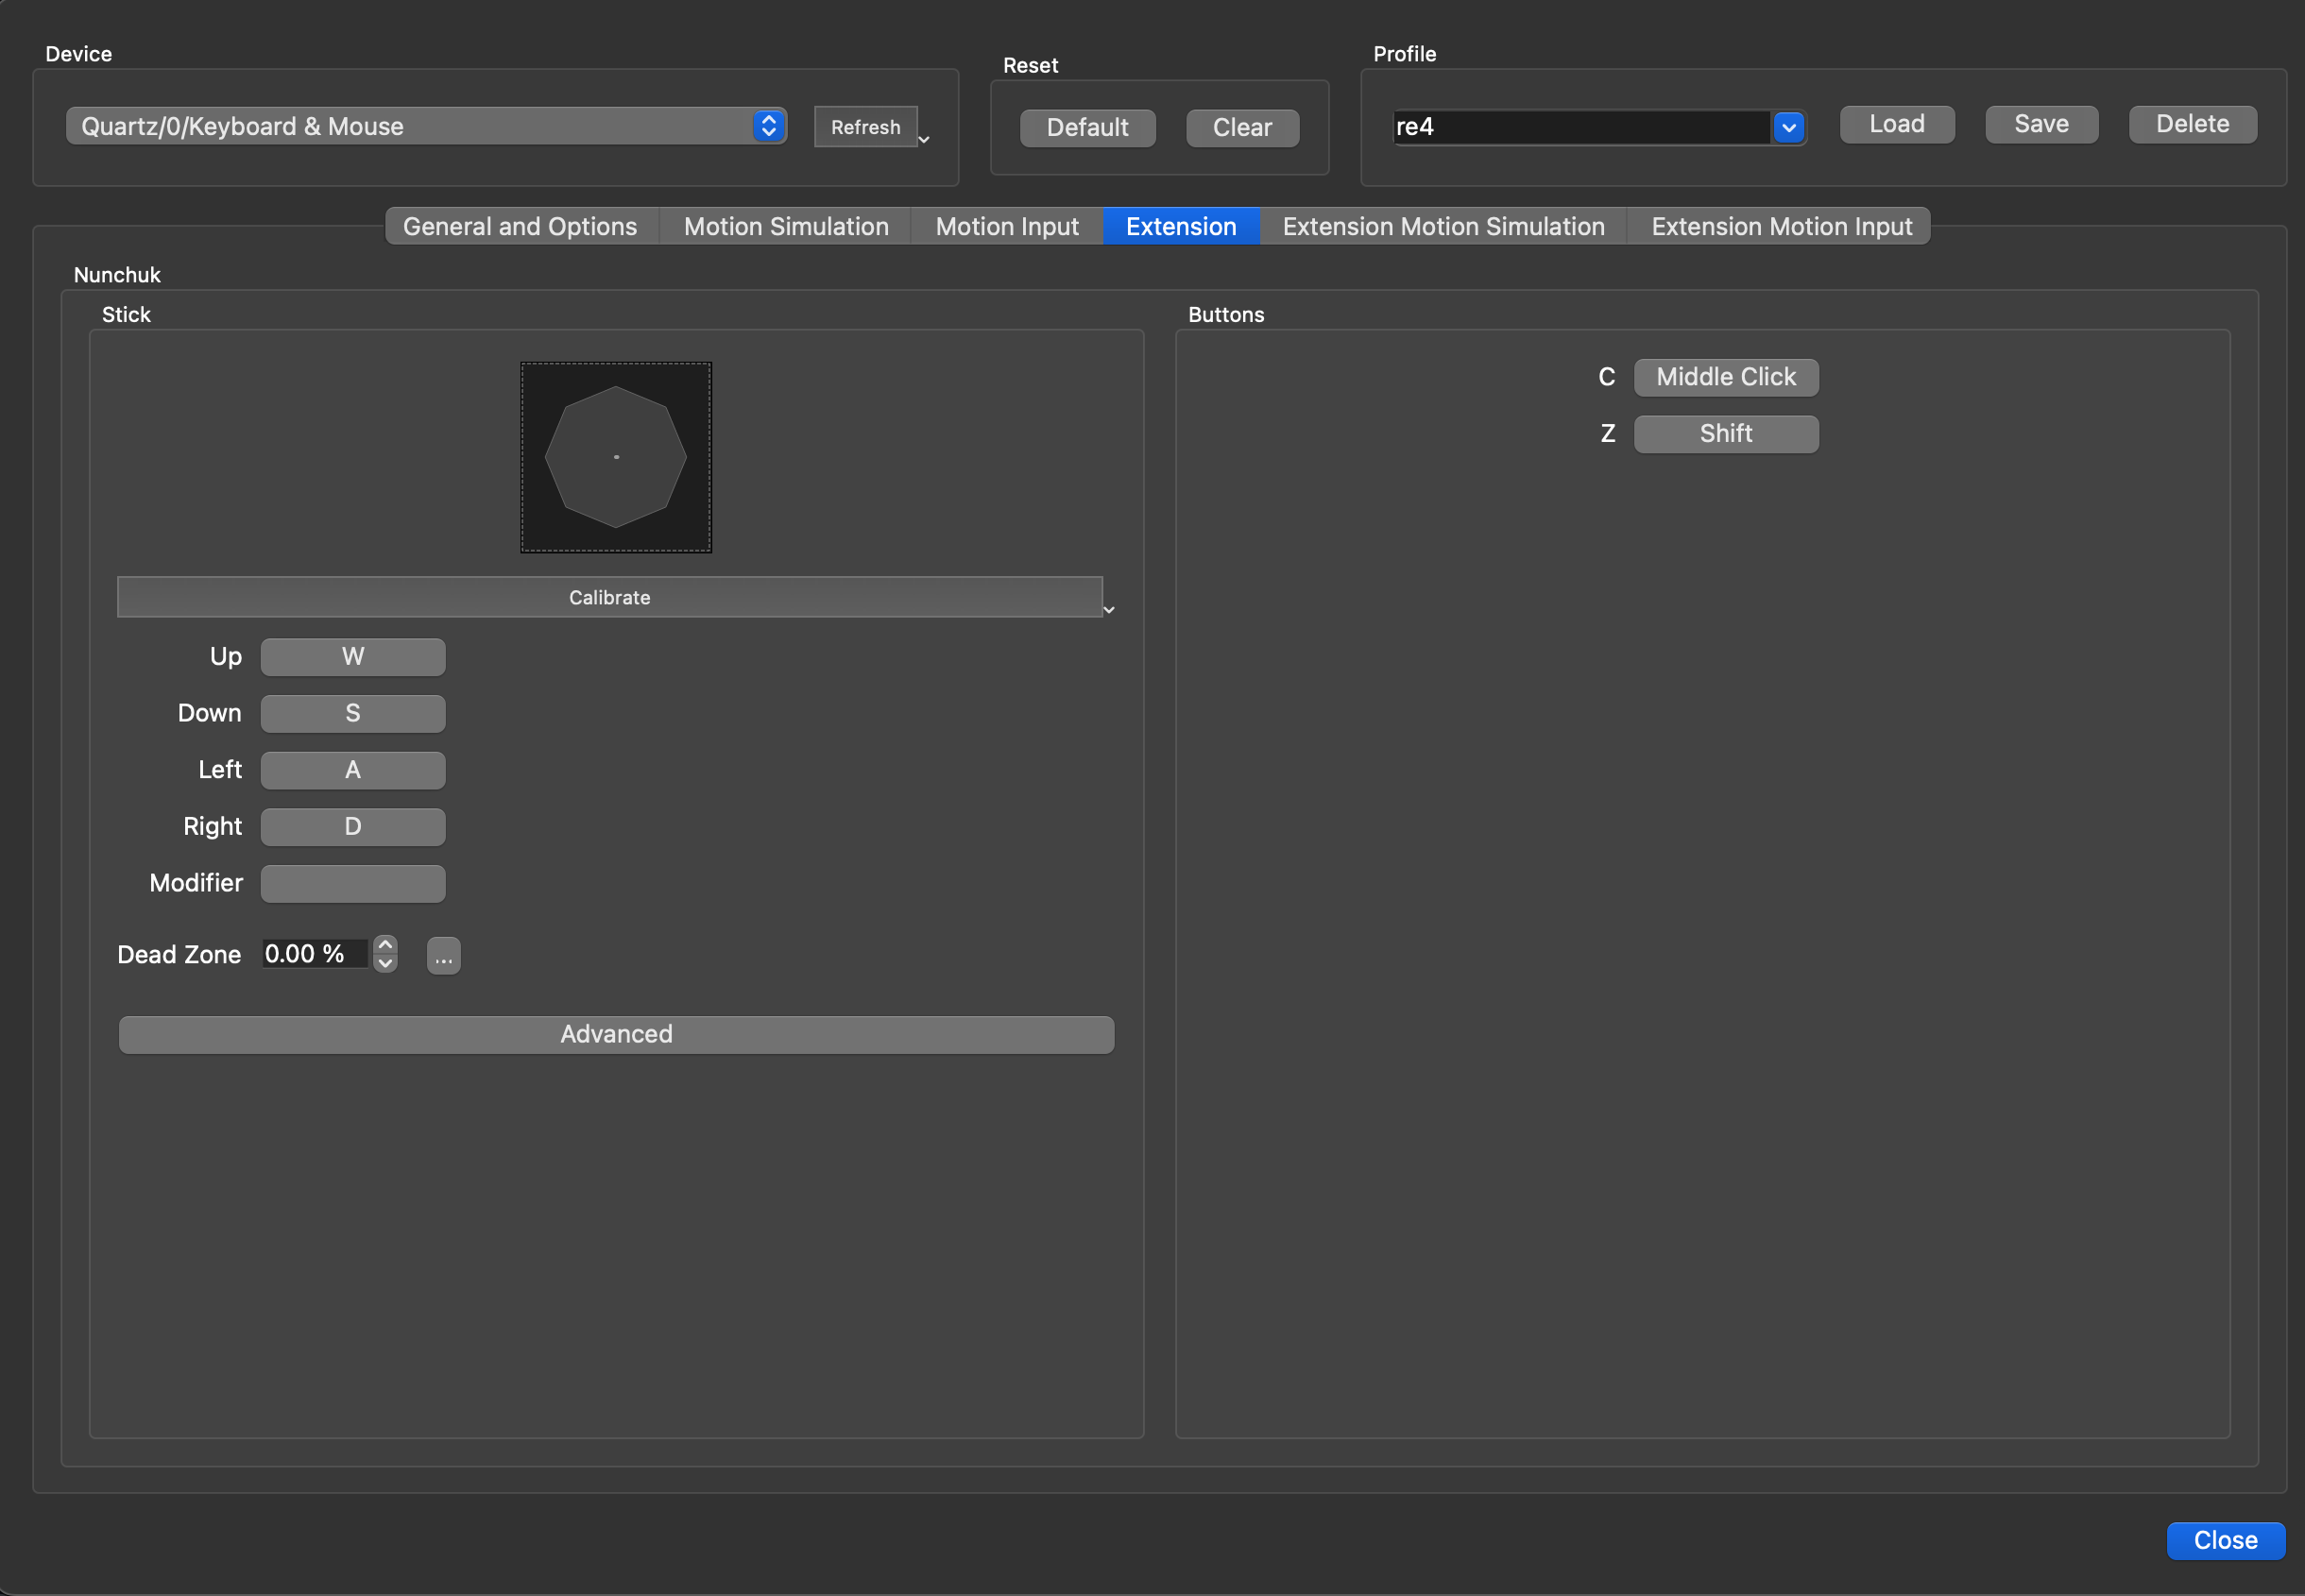 Device
Reset
Profile
Quartz/0/Keyboard & Mouse
Refresh
Default
Clear
re4
Load
Save
Delete
General and Options
Motion Simulation
Motion Input
Extension
Extension Motion Simulation
Extension Motion Input
Nunchuk
Stick
Calibrate
Up
W
Down
S
Left
A
Right
D
Modifier
Dead Zone
0.00 %
...
Advanced
Buttons
C
Middle Click
Z
Shift
Close